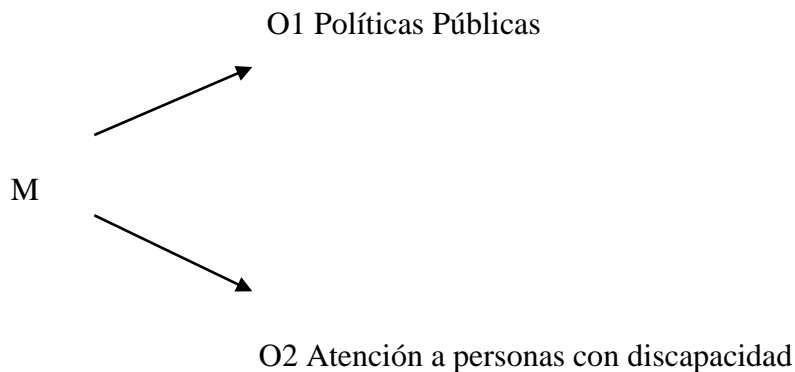 O1 Políticas Públicas
M
O2 Atención a personas con discapacidad